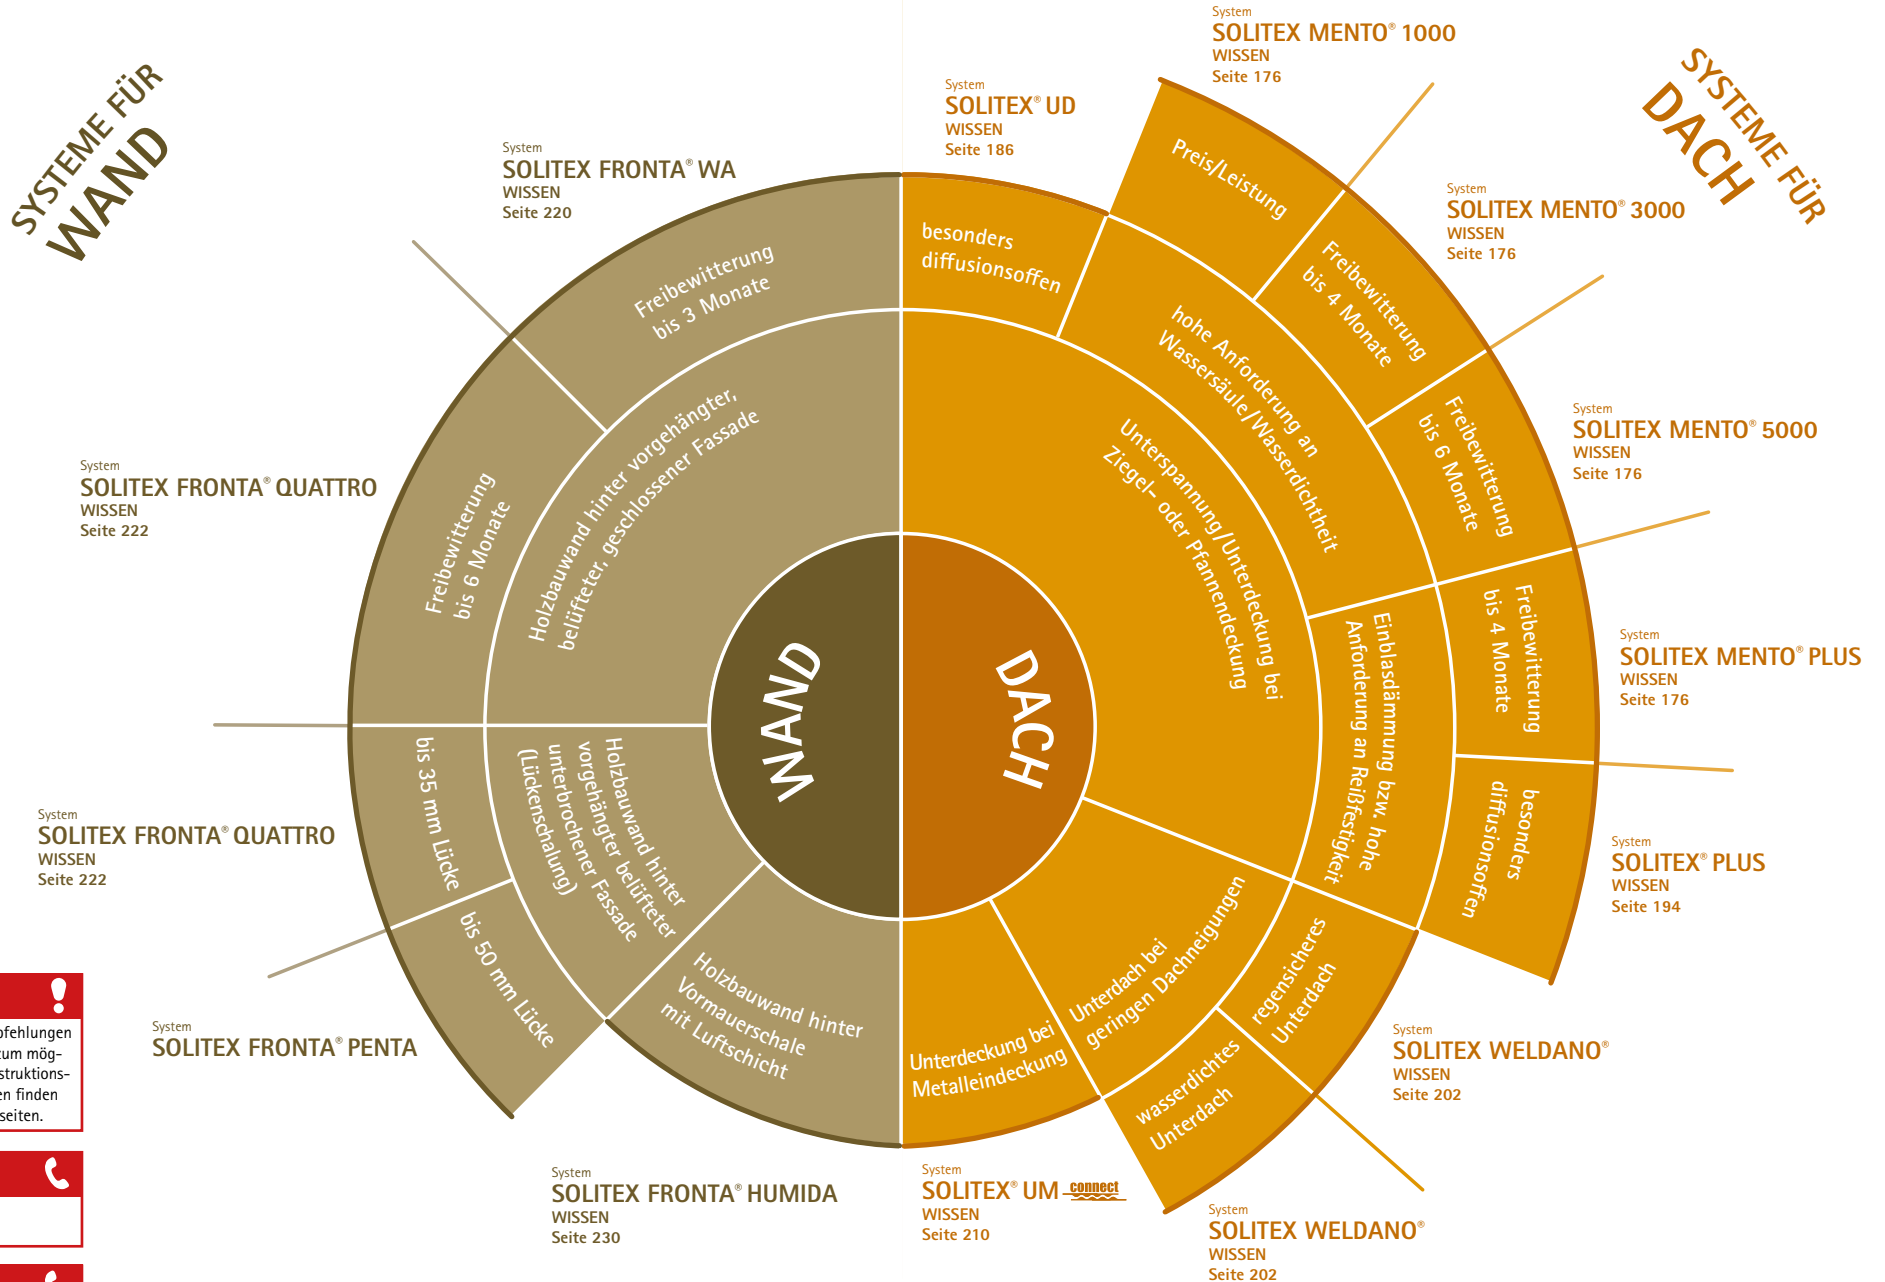 SYSTEME FÜR
WAND
System
SOLITEX FRONTA® WA
WISSEN
Seite 220
System
SOLITEX FRONTA® QUATTRO
WISSEN
Seite 222
System
SOLITEX FRONTA® QUATTRO
WISSEN
Seite 222
System
SOLITEX FRONTA® PENTA
System
SOLITEX FRONTA® HUMIDA
WISSEN
Seite 230
Freibewitterung
bis 3 Monate
Freibewitterung
bis 6 Monate
Holzbauwand hinter vorgehängter,
belüfteter, geschlossener Fassade
bis 35 mm Lücke
bis 50 mm Lücke
Holzbauwand hinter
vorgehängter belüfteter
unterbrochener Fassade
(Lückenschalung)
Holzbauwand hinter
Vormauerschale
mit Luftschicht
WAND
DACH
SYSTEME FÜR
DACH
System
SOLITEX® UD
WISSEN
Seite 186
System
SOLITEX MENTO® 1000
WISSEN
Seite 176
System
SOLITEX MENTO® 3000
WISSEN
Seite 176
System
SOLITEX MENTO® 5000
WISSEN
Seite 176
System
SOLITEX MENTO® PLUS
WISSEN
Seite 176
System
SOLITEX® PLUS
WISSEN
Seite 194
System
SOLITEX WELDANO®
WISSEN
Seite 202
System
SOLITEX WELDANO®
WISSEN
Seite 202
System
SOLITEX® UM connect
WISSEN
Seite 210
besonders
diffusionsoffen
Preis/Leistung
Freibewitterung
bis 4 Monate
Freibewitterung
bis 6 Monate
hohe Anforderung an
Wassersäule/Wasserdichtheit
Unterspannung/Unterdeckung bei
Ziegel- oder Pfannendeckung
Freibewitterung
bis 4 Monate
besonders
diffusionsoffen
Einblasdämmung bzw. hohe
Anforderung an Reißfestigkeit
regensicheres
Unterdach
wasserdichtes
Unterdach
Unterdach bei
geringen Dachneigungen
Unterdeckung bei
Metalleindeckung
pfehlungen
zum mög-
struktions-
en finden
seiten.